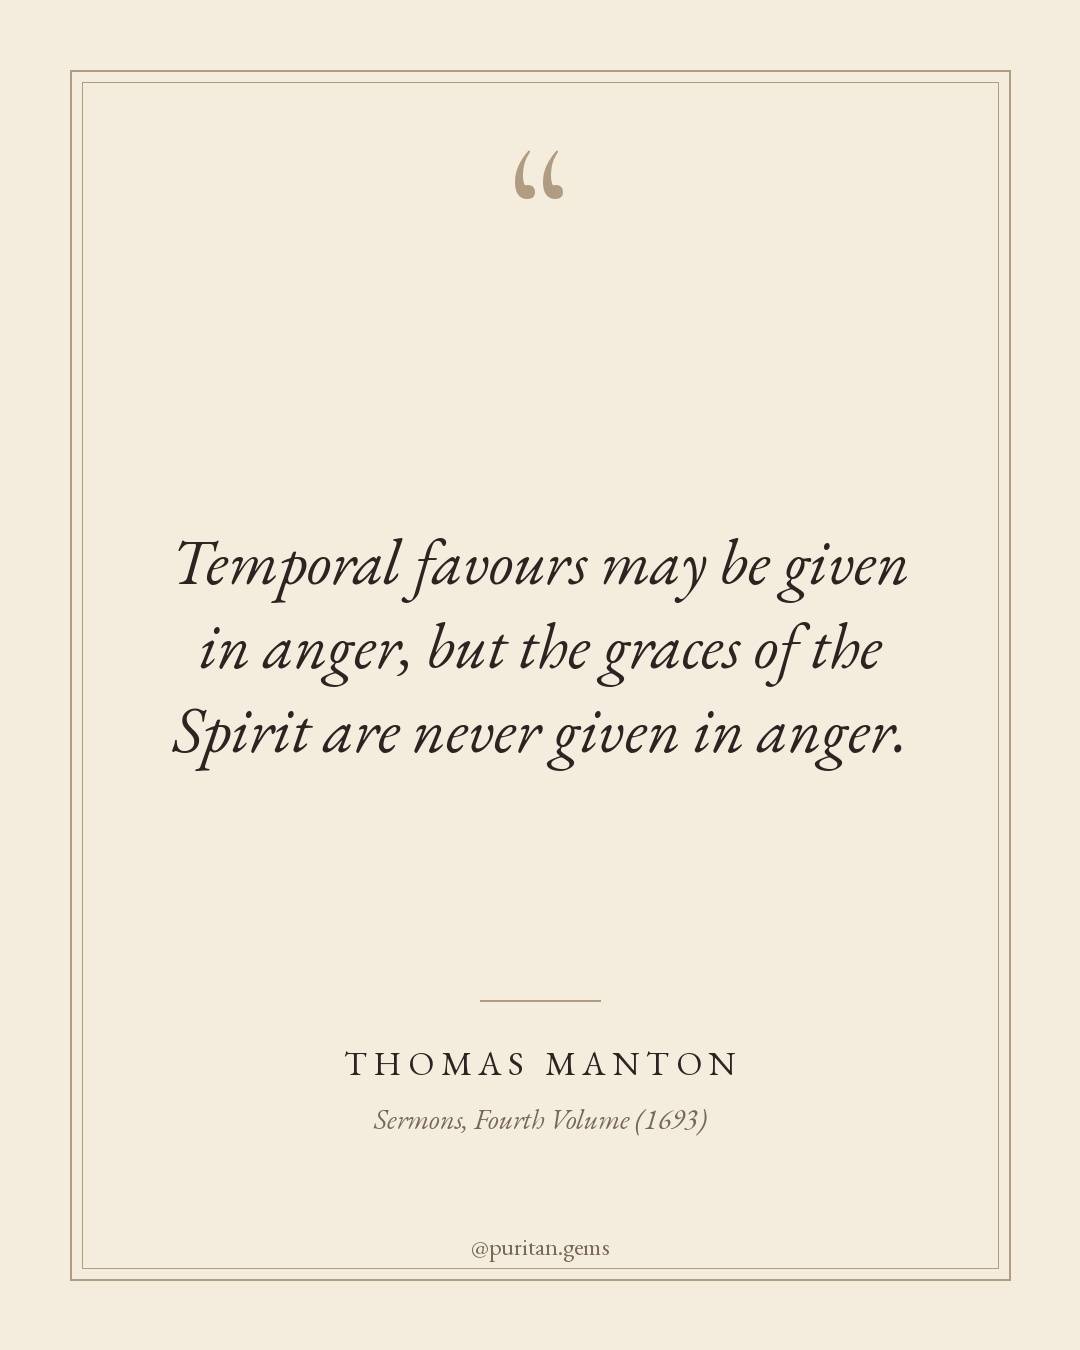 “
Temporal favours may be given
in anger, but the graces of the
Spirit are never given in anger.
THOMAS MANTON
Sermons, Fourth Volume (1693)
@puritan.gems